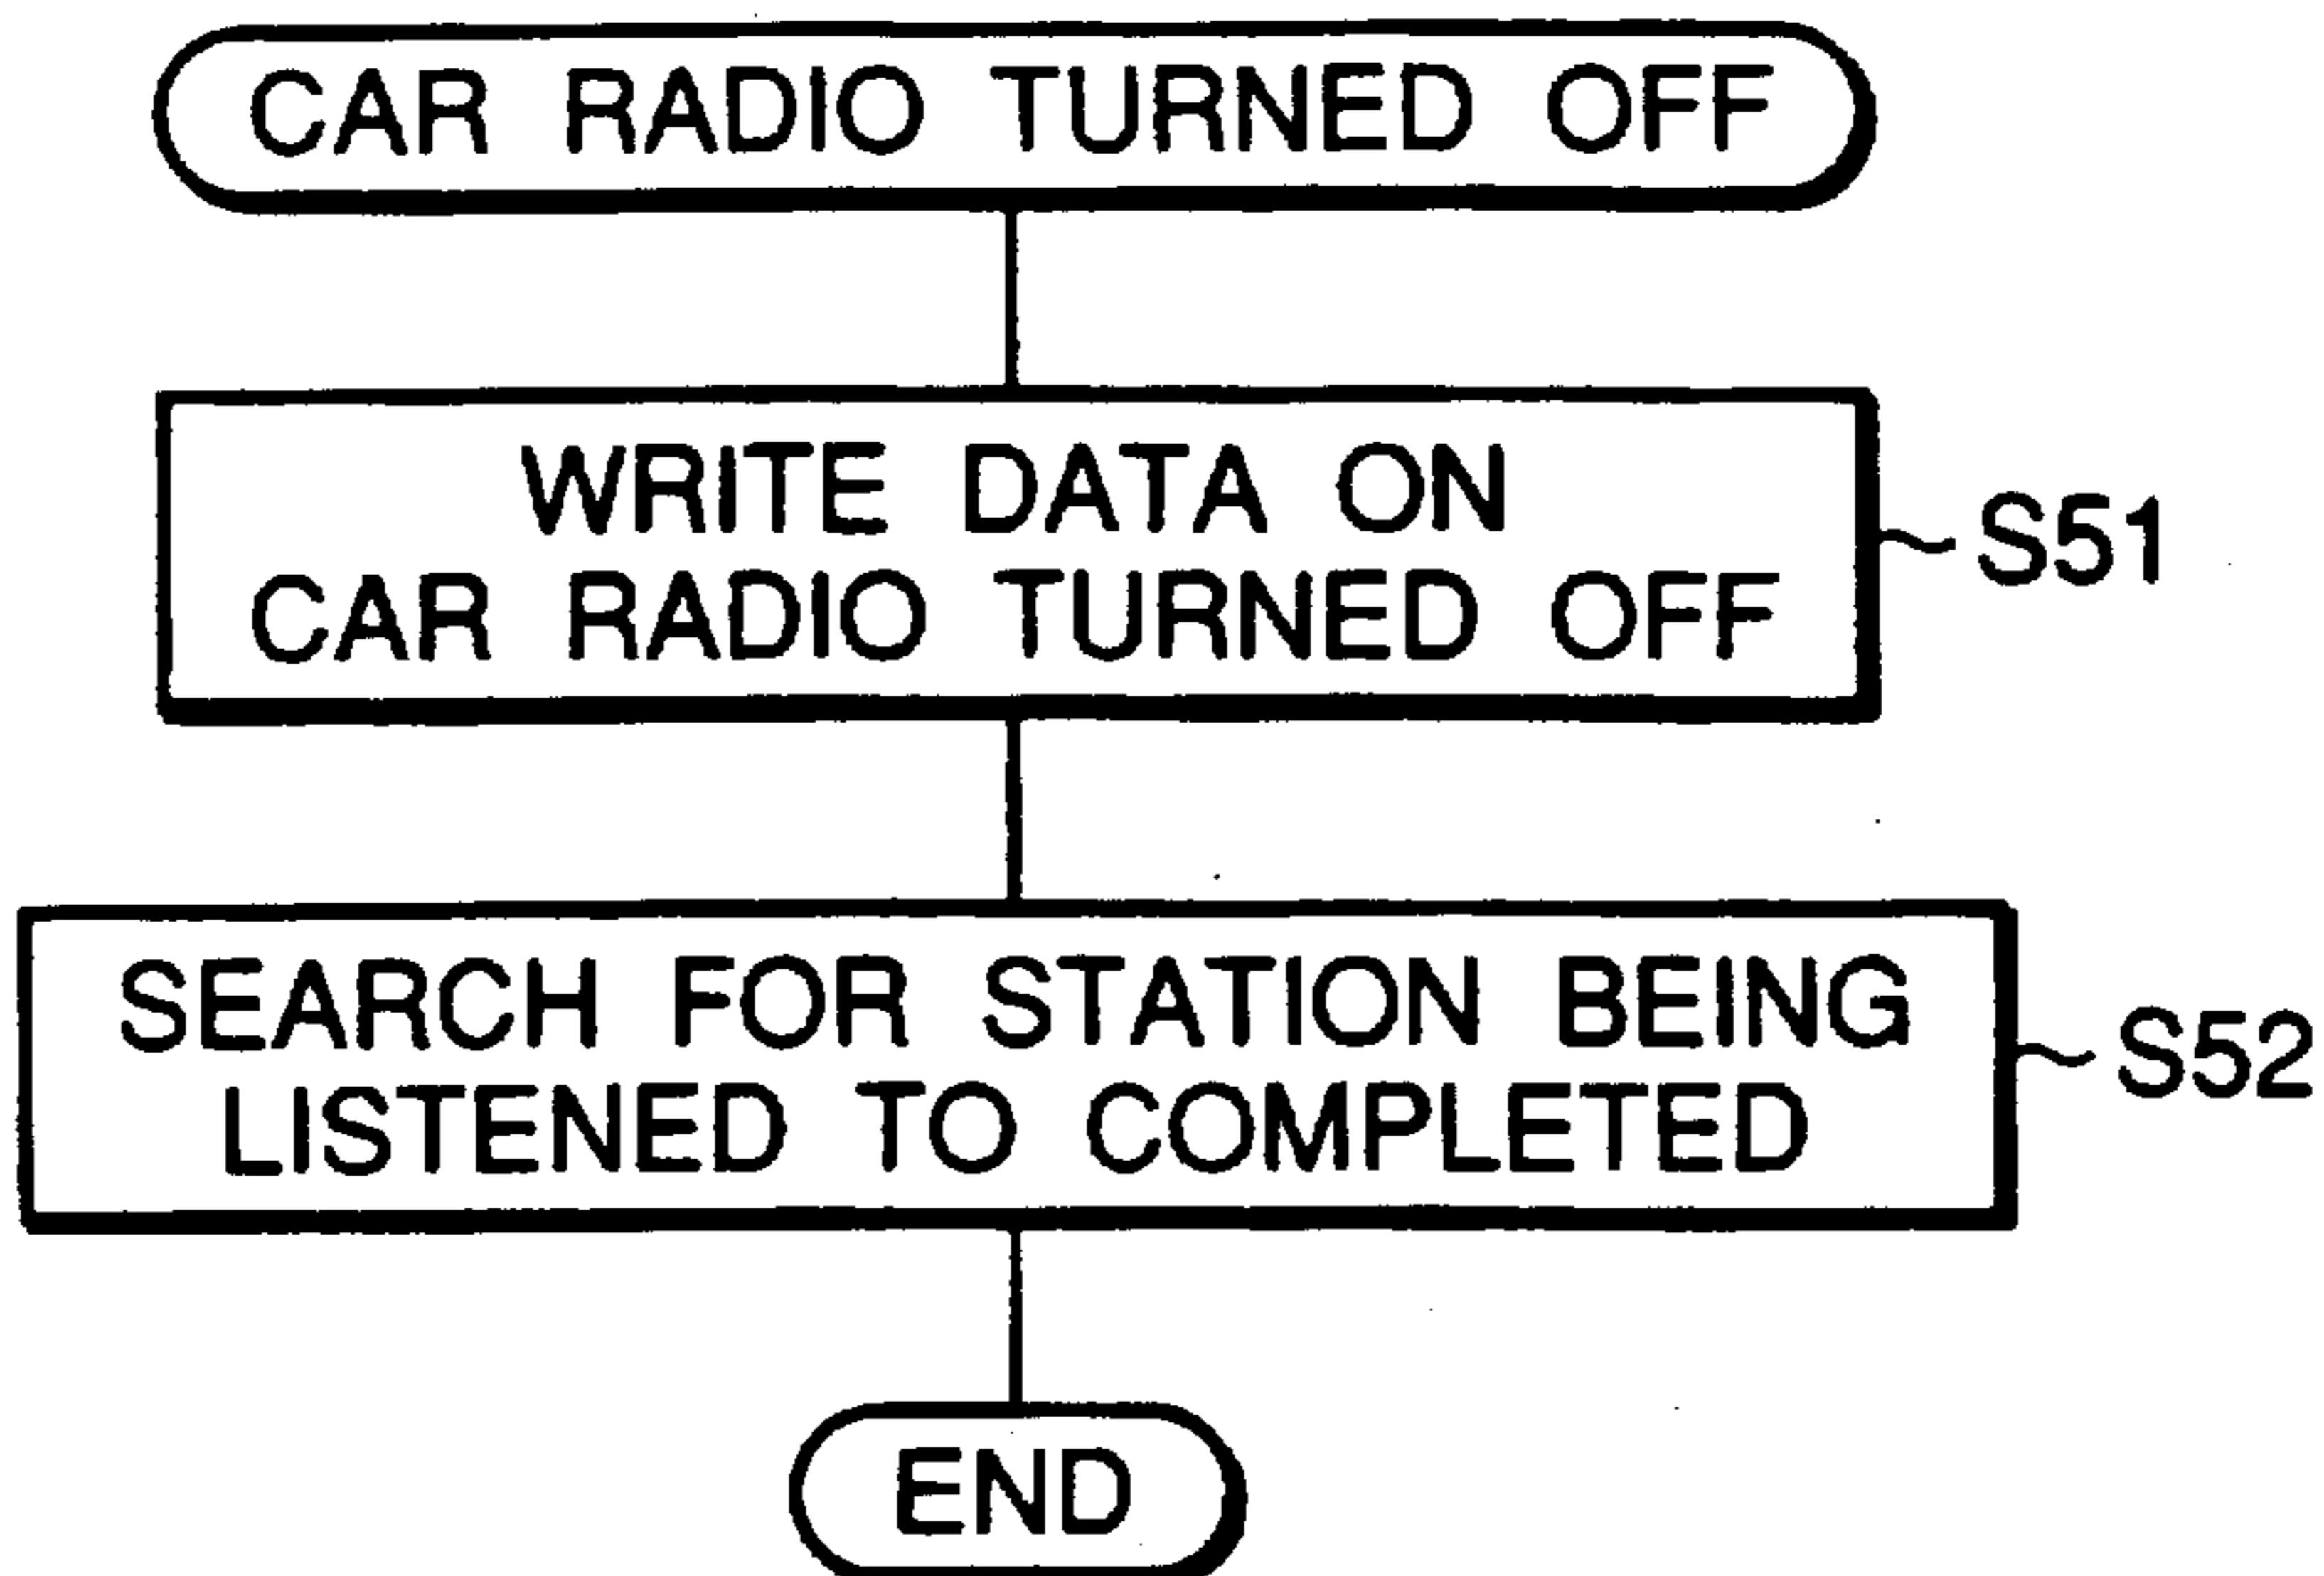 CAR RADIO TURNED OFF
WRITE DATA ON
CAR RADIO TURNED OFF
S51
SEARCH FOR STATION BEING
LISTENED TO COMPLETED
S52
END